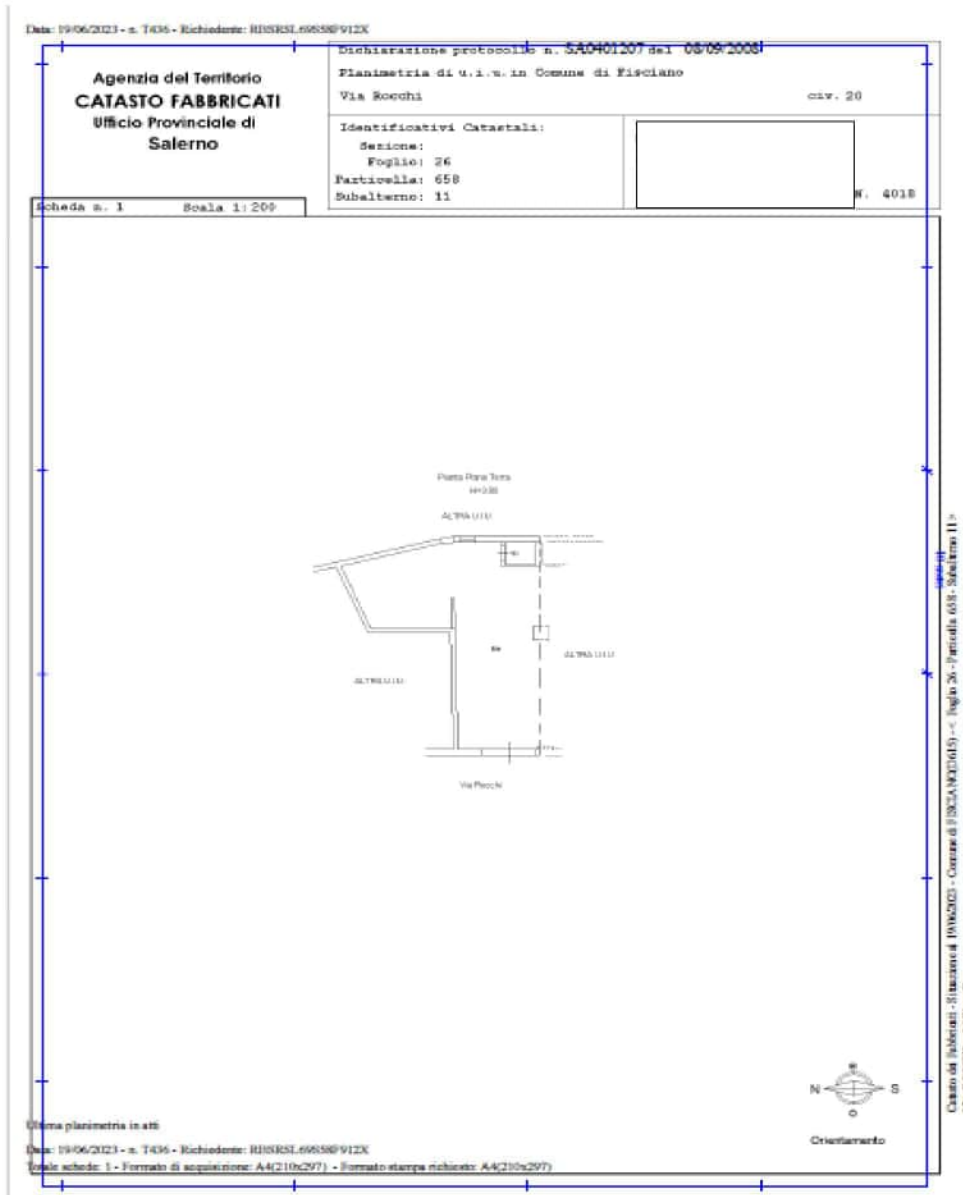 Data: 19/06/2023 - n. T436 - Richiedente:
Agenzia del Territorio
CATASTO FABBRICATI
Ufficio Provinciale di
Salerno
Dichiarazione protocollo n. SA0401207 del 08/09/2008
Planimetria di u.i.u. in Comune di Fisciano
Via Rocchi civ. 20
Identificativi Catastali:
Sezione:
Foglio: 26
Particella: 658
Subalterno: 11
N. 4018
Scheda n. 1 Scala 1:200
Pianta Piano Terra
ALTRA U.I.U.
ALTRA U.I.U.
ALTRA U.I.U.
Via Rocchi
N S
O
Orientamento
Ultima planimetria in atti
Data: 19/06/2023 - n. T436 - Richiedente:
Totale schede: 1 - Formato di acquisizione: A4(210x297) - Formato stampa richiesto: A4(210x297)
Catasto dei Fabbricati - Situazione al 19/06/2023 - Comune di FISCIANO(D615) - < Foglio 26 - Particella 658 - Subalterno 11 >